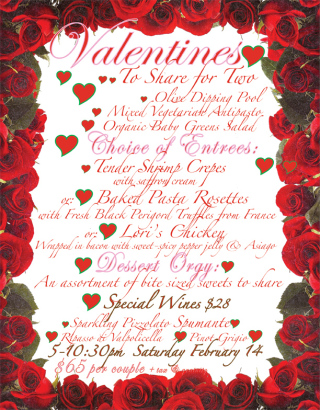 Valentines
To Share for Two
Olive Dipping Pool
Mixed Vegetarian Antipasto
Organic Baby Greens Salad
Choice of Entrees:
Tender Shrimp Crepes
with saffron cream
or: Baked Pasta Rosettes
with Fresh Black Perigord Truffles from France
or: Lori's Chicken
Wrapped in bacon with sweet-spicy pepper jelly & Asiago
Dessert Orgy:
An assortment of bite sized sweets to share
Special Wines $28
Sparkling Pizzolato Spumante
Ripasso di Valpolicella Pinot Grigio
5-10:30pm Saturday February 14
$65 per couple + tax